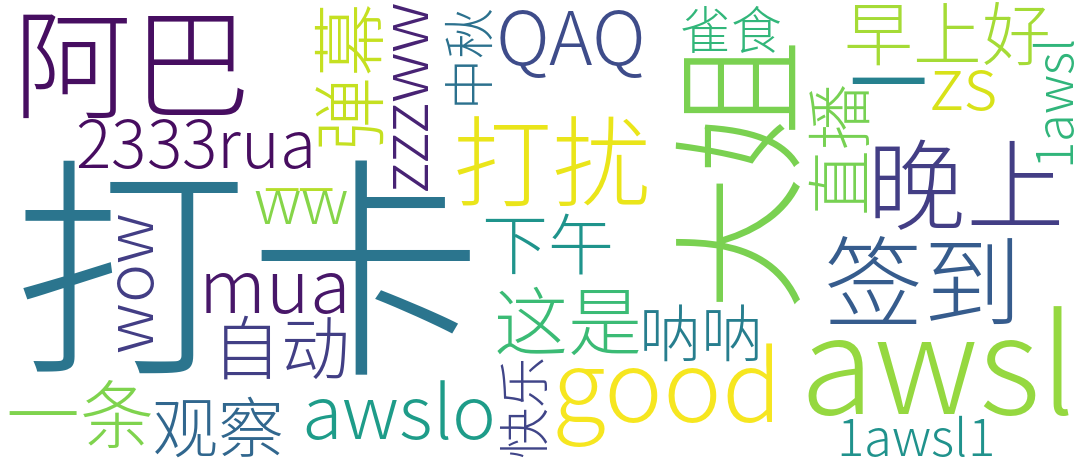 阿巴
弹幕
zzzww
中秋
QAQ
雀食
早上好
一
zs
1awsl
2333rua
打扰
大姐
直播
晚上
打卡
ww
wow
下午
mua
签到
自动
这是
呐呐
awsl
good
一条
观察
awslo
快乐
1awsl1